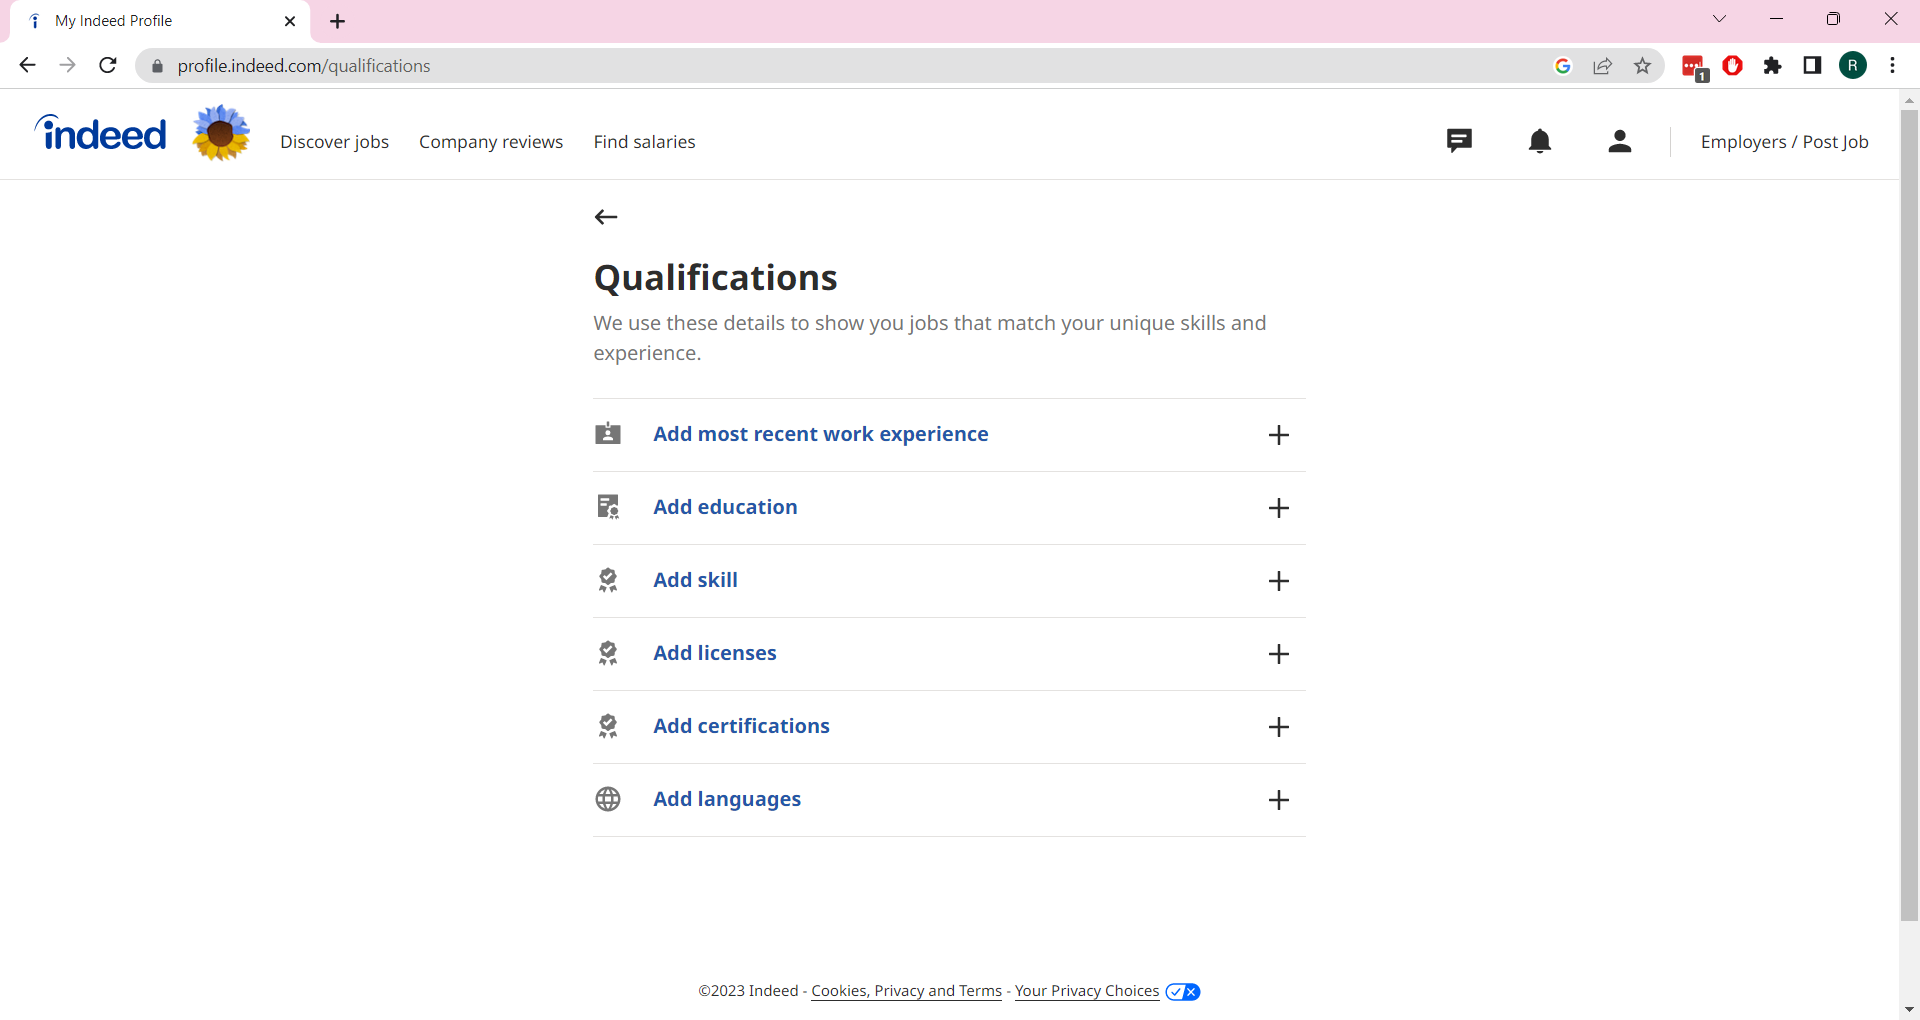 My Indeed Profile
profile.indeed.com/qualifications
1
R
indeed
Discover jobs
Company reviews
Find salaries
Employers / Post Job
Qualifications
We use these details to show you jobs that match your unique skills and
experience.
Add most recent work experience
Add education
Add skill
Add licenses
Add certifications
Add languages
©2023 Indeed - Cookies, Privacy and Terms - Your Privacy Choices